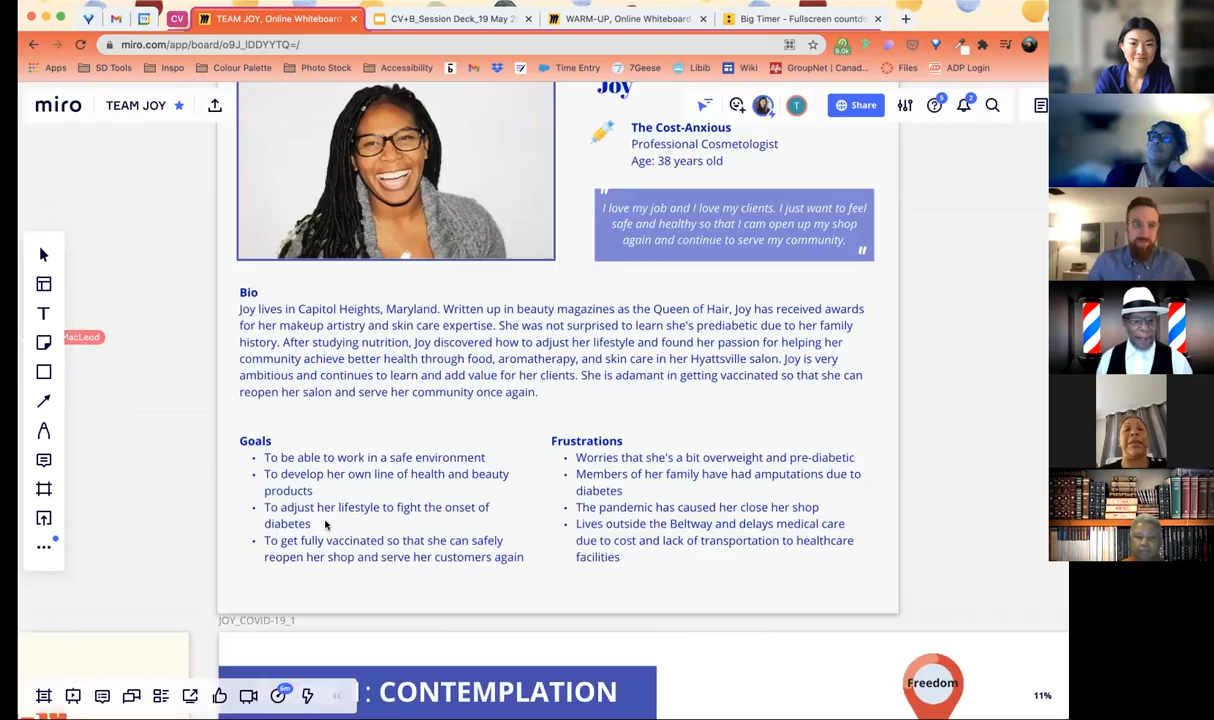 TEAM JOY, Online Whiteboard
CV+B_Session Deck_19 May 2
WARM-UP, Online Whiteboard
Big Timer - Fullscreen countdo
CV
miro.com/app/board/o9J_lDDYYTQ=/
9.0k
Apps
SD Tools
Inspo
Colour Palette
Photo Stock
Accessibility
Time Entry
7Geese
Libib
Wiki
GroupNet | Canad...
Files
ADP Login
miro
TEAM JOY
T
Share
5
2
Joy
The Cost-Anxious
Professional Cosmetologist
Age: 38 years old
"
I love my job and I love my clients. I just want to feel
safe and healthy so that I cam open up my shop
again and continue to serve my community.
"
MacLeod
Bio
Joy lives in Capitol Heights, Maryland. Written up in beauty magazines as the Queen of Hair, Joy has received awards
for her makeup artistry and skin care expertise. She was not surprised to learn she's prediabetic due to her family
history. After studying nutrition, Joy discovered how to adjust her lifestyle and found her passion for helping her
community achieve better health through food, aromatherapy, and skin care in her Hyattsville salon. Joy is very
ambitious and continues to learn and add value for her clients. She is adamant in getting vaccinated so that she can
reopen her salon and serve her community once again.
Goals
• To be able to work in a safe environment
• To develop her own line of health and beauty
products
• To adjust her lifestyle to fight the onset of
diabetes
• To get fully vaccinated so that she can safely
reopen her shop and serve her customers again
Frustrations
• Worries that she's a bit overweight and pre-diabetic
• Members of her family have had amputations due to
diabetes
• The pandemic has caused her close her shop
• Lives outside the Beltway and delays medical care
due to cost and lack of transportation to healthcare
facilities
JOY_COVID-19_1
: CONTEMPLATION
Freedom
6m
11%